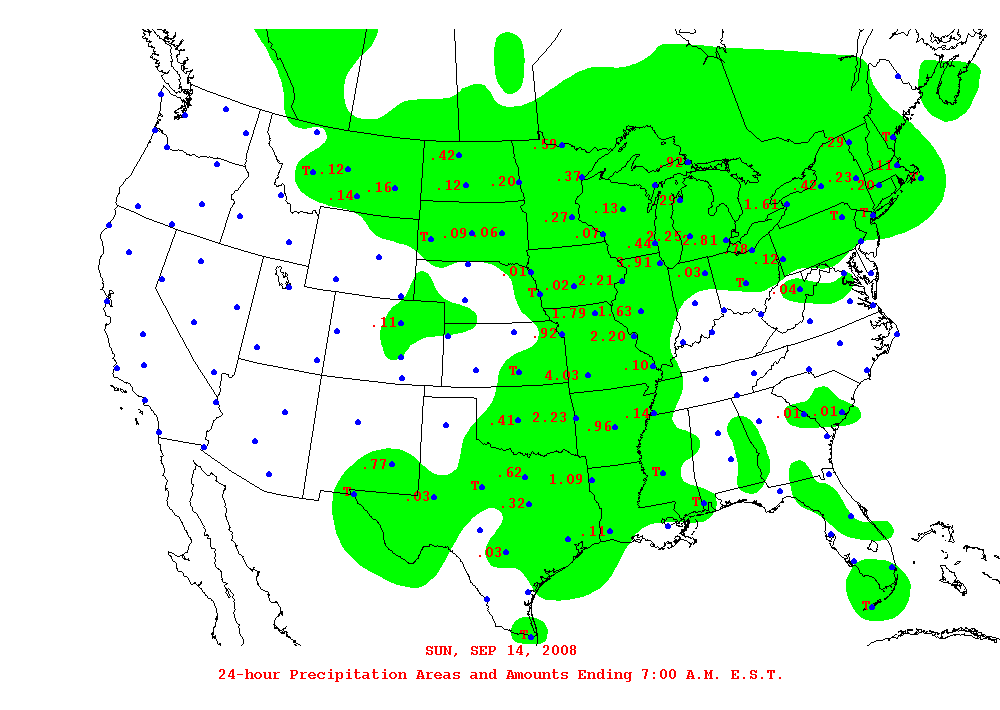 .59
.42
.29
T
.92
.11
T .12
.37
.23
T
.12
.20
.42
.20
.14
.16
.29
1.61
.13
.27
T
T
T
.09
.06
.07
.44
2.25
2.81
.78
.12
.01
.03
T
.02
2.21
T
.04
.11
1.79
1.63
.92
2.20
T
4.03
.10
.41
2.23
.96
.14
.01
.01
.77
T
.62
T
1.09
T
.03
.32
T
.11
.03
T
T
SUN, SEP 14, 2008
24-hour Precipitation Areas and Amounts Ending 7:00 A.M. E.S.T.